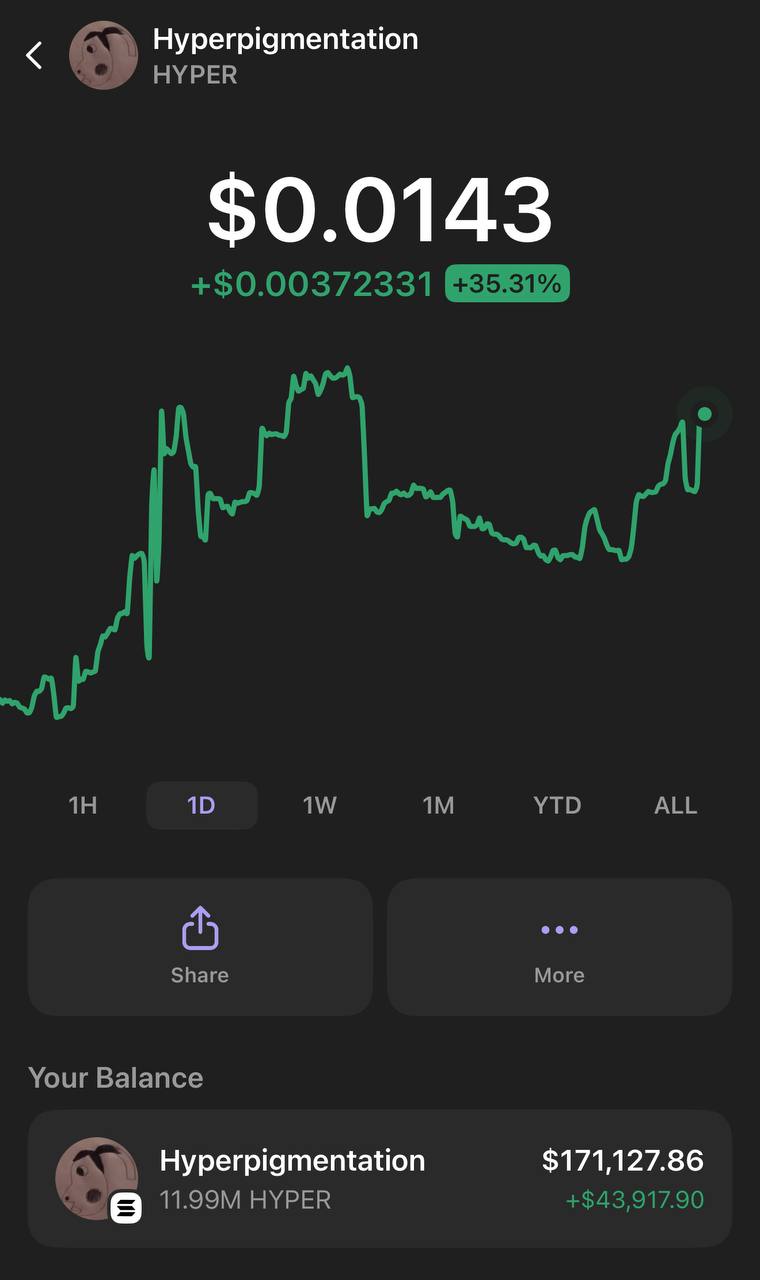 Hyperpigmentation
HYPER
$0.0143
+$0.00372331 +35.31%
1H 1D 1W 1M YTD ALL
Share More
Your Balance
Hyperpigmentation $171,127.86
11.99M HYPER +$43,917.90